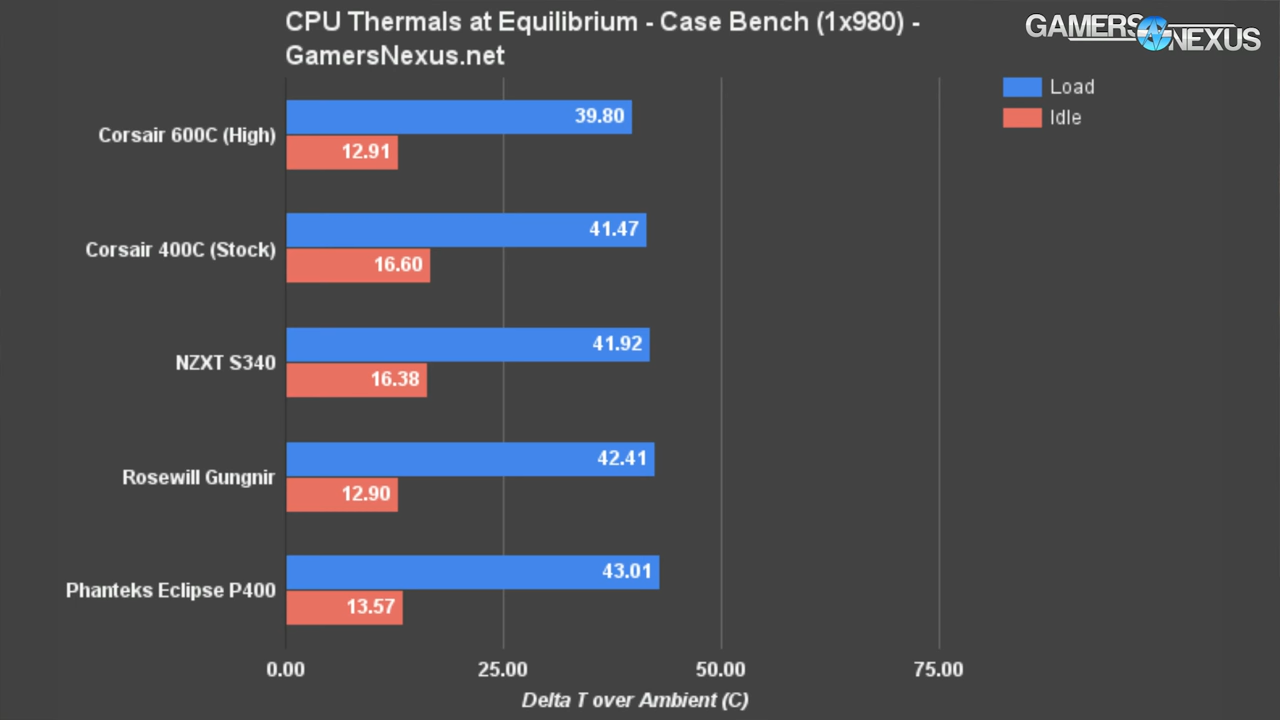 CPU Thermals at Equilibrium - Case Bench (1x980) -
GamersNexus.net
GAMERS NEXUS
Load
Idle
Corsair 600C (High)
39.80
12.91
Corsair 400C (Stock)
41.47
16.60
NZXT S340
41.92
16.38
Rosewill Gungnir
42.41
12.90
Phanteks Eclipse P400
43.01
13.57
0.00 25.00 50.00 75.00
Delta T over Ambient (C)